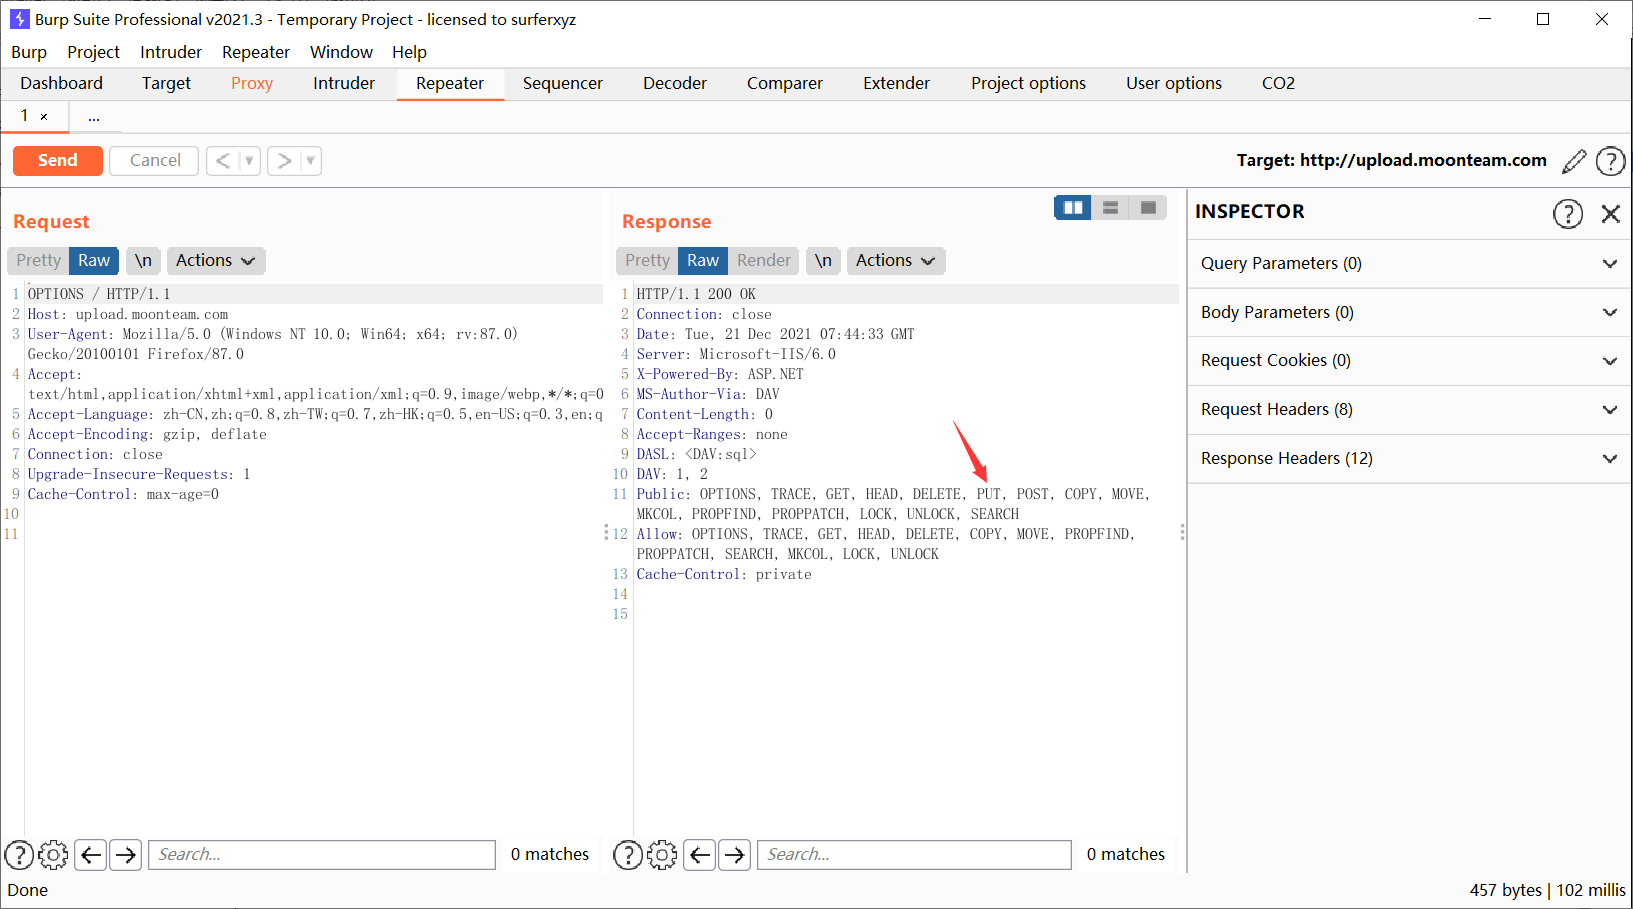 Burp Suite Professional v2021.3 - Temporary Project - licensed to surferxyz
Burp Project Intruder Repeater Window Help
Dashboard Target Proxy Intruder Repeater Sequencer Decoder Comparer Extender Project options User options CO2
1 × ...
Send Cancel < > Target: http://upload.moonteam.com ?
Request
Pretty Raw \n Actions
1 OPTIONS / HTTP/1.1
2 Host: upload.moonteam.com
3 User-Agent: Mozilla/5.0 (Windows NT 10.0; Win64; x64; rv:87.0)
Gecko/20100101 Firefox/87.0
4 Accept:
text/html,application/xhtml+xml,application/xml;q=0.9,image/webp,*/*;q=0
5 Accept-Language: zh-CN,zh;q=0.8,zh-TW;q=0.7,zh-HK;q=0.5,en-US;q=0.3,en;q
6 Accept-Encoding: gzip, deflate
7 Connection: close
8 Upgrade-Insecure-Requests: 1
9 Cache-Control: max-age=0
10
11
? Search... 0 matches
Response
Pretty Raw Render \n Actions
1 HTTP/1.1 200 OK
2 Connection: close
3 Date: Tue, 21 Dec 2021 07:44:33 GMT
4 Server: Microsoft-IIS/6.0
5 X-Powered-By: ASP.NET
6 MS-Author-Via: DAV
7 Content-Length: 0
8 Accept-Ranges: none
9 DASL: <DAV:sql>
10 DAV: 1, 2
11 Public: OPTIONS, TRACE, GET, HEAD, DELETE, PUT, POST, COPY, MOVE,
MKCOL, PROPFIND, PROPPATCH, LOCK, UNLOCK, SEARCH
12 Allow: OPTIONS, TRACE, GET, HEAD, DELETE, COPY, MOVE, PROPFIND,
PROPPATCH, SEARCH, MKCOL, LOCK, UNLOCK
13 Cache-Control: private
14
15
? Search... 0 matches
INSPECTOR ?
Query Parameters (0)
Body Parameters (0)
Request Cookies (0)
Request Headers (8)
Response Headers (12)
Done 457 bytes | 102 millis